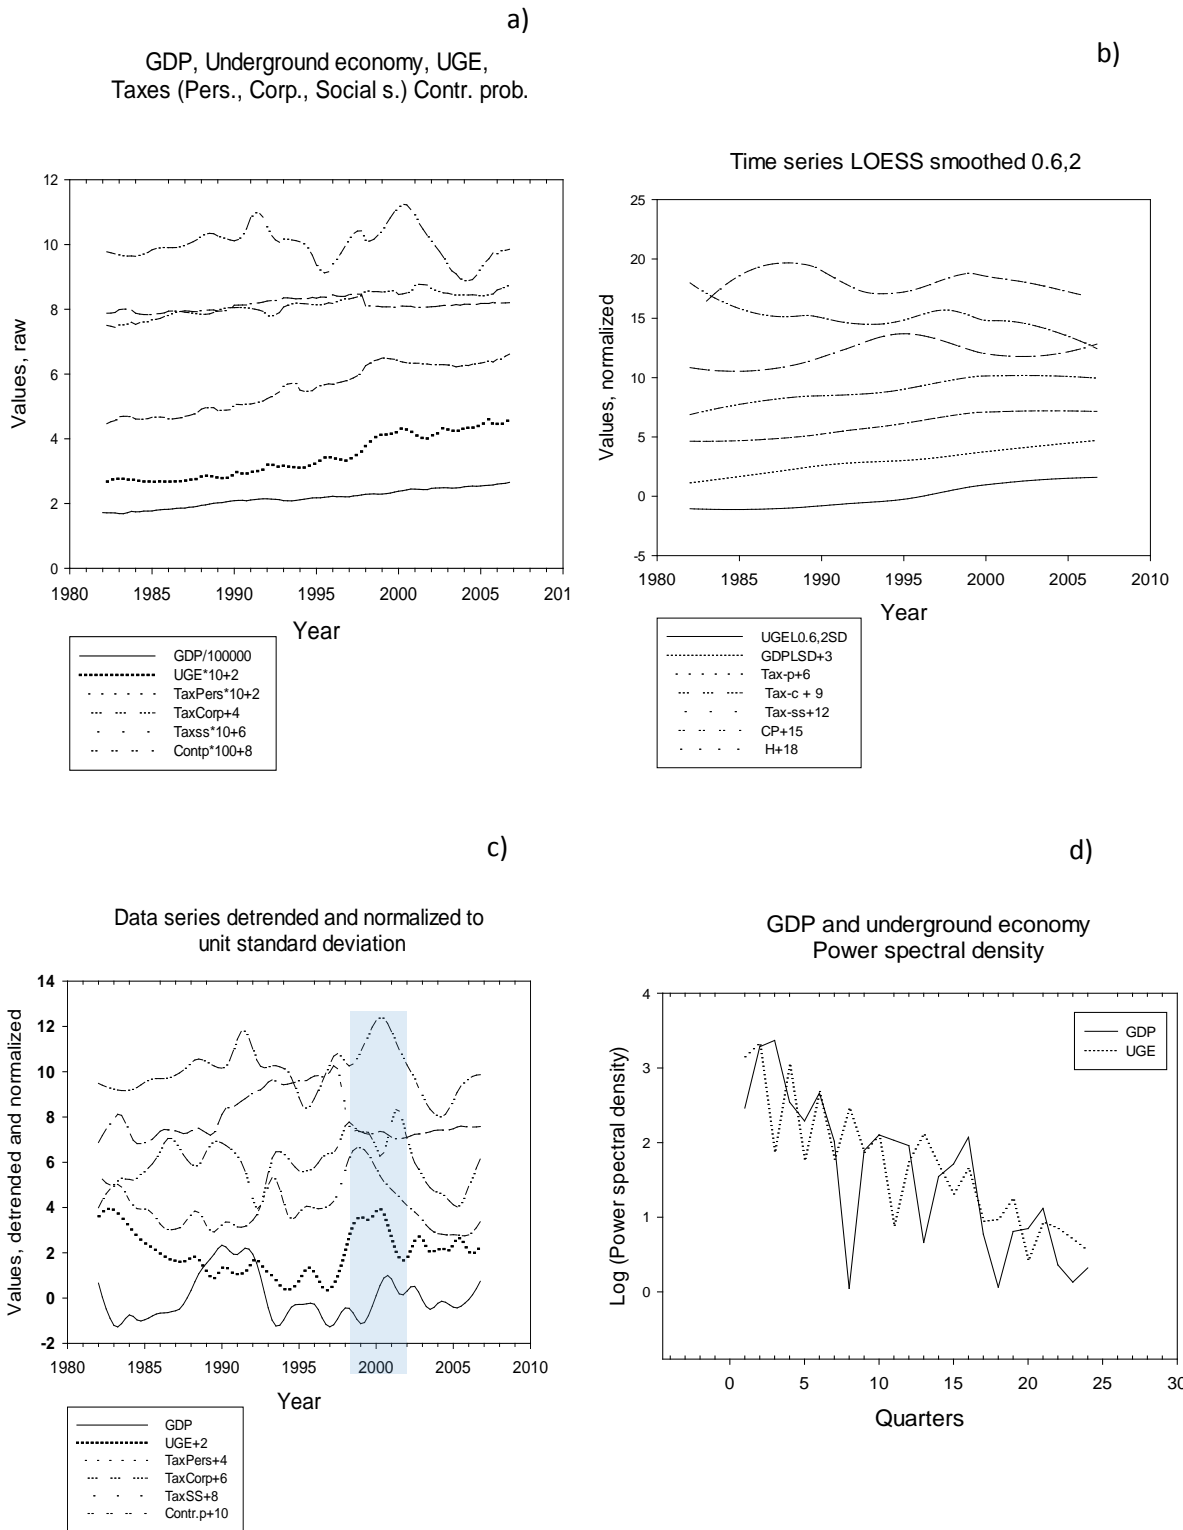 a)
GDP, Underground economy, UGE,
Taxes (Pers., Corp., Social s.) Contr. prob.
Values, raw
12
10
8
6
4
2
0
1980 1985 1990 1995 2000 2005 201
Year
GDP/100000
UGE*10+2
TaxPers*10+2
TaxCorp+4
Taxss*10+6
Contp*100+8
b)
Time series LOESS smoothed 0.6,2
Values, normalized
25
20
15
10
5
0
-5
1980 1985 1990 1995 2000 2005 2010
Year
UGEL0.6,2SD
GDPLSD+3
Tax-p+6
Tax-c + 9
Tax-ss+12
CP+15
H+18
c)
Data series detrended and normalized to
unit standard deviation
Values, detrended and normalized
14
12
10
8
6
4
2
0
-2
1980 1985 1990 1995 2000 2005 2010
Year
GDP
UGE+2
TaxPers+4
TaxCorp+6
TaxSS+8
Contr.p+10
d)
GDP and underground economy
Power spectral density
Log (Power spectral density)
4
3
2
1
0
GDP
UGE
0 5 10 15 20 25 30
Quarters